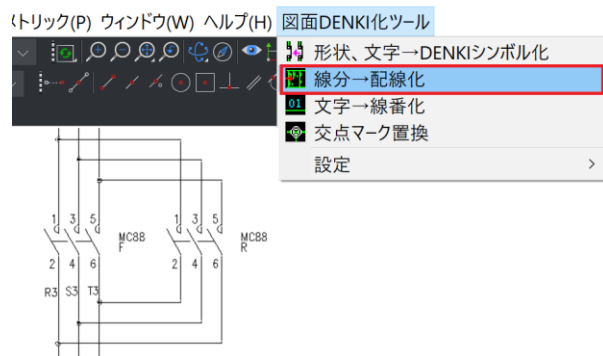 メトリック(P) ウィンドウ(W) ヘルプ(H) 図面DENKI化ツール
形状、文字→DENKIシンボル化
線分→配線化
01 文字→線番化
交点マーク置換
設定 >
1 3 5 1 3 5
MC88 F MC88 R
2 4 6 2 4 6
R3 S3 T3